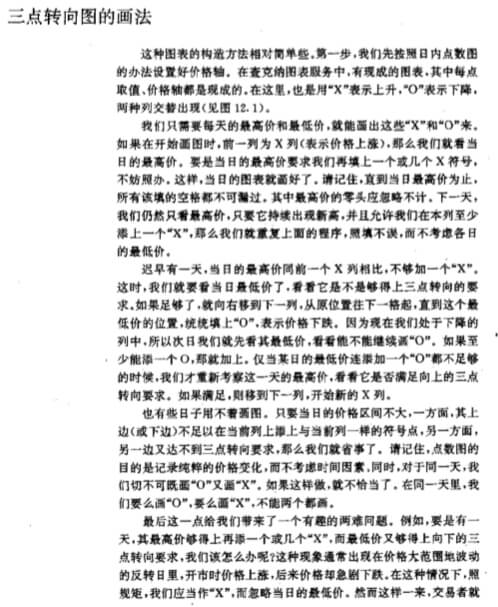 三点转向图的画法
这种图表的构造方法相对简单些。第一步，我们先按照日内点数图
的办法设置好价格轴。在查克纳图表服务中，有现成的图表，其中每点
取值、价格轴都是现成的。在这里，也是用“X”表示上升，“O”表示下降，
两种列交替出现（见图 12.1）。
我们只需要每天的最高价和最低价，就能画出这些“X”和“O”来。
如果在开始画图时，前一列为 X 列（表示价格上涨），那么我们就看当
日的最高价。要是当日的最高价要求我们再填上一个或几个 X 符号，
不妨照办。这样，当日的图表就画好了。请记住，直到当日最高价为止，
所有该填的空格都不可漏过。其中最高价的零头应忽略不计。下一天，
我们仍然只看最高价，只要它持续出现新高，并且允许我们在本列至少
添上一个“X”，那么我们就重复上面的程序，照填不误，而不考虑各日
的最低价。
迟早有一天，当日的最高价同前一个 X 列相比，不够加一个“X”。
这时，我们就要看当日最低价了，看看它是不是够得上三点转向的要
求。如果足够了，就向右移到下一列，从原位置往下一格起，直到这个最
低价的位置，统统填上“O”，表示价格下跌。因为现在我们处于下降的
列中，所以次日我们就先看其最低价，看看能不能继续画“O”。如果至
少能添一个 O，那就加上。仅当某日的最低价连添加一个“O”都不足够
的时候，我们才重新考察这一天的最高价，看看它是否满足向上的三点
转向要求。如果满足，则移到下一列，开始新的 X 列。
也有些日子用不着画图。只要当日的价格区间不大，一方面，其上
边（或下边）不足以在当前列上添上与当前列一样的符号点，另一方面，
另一边又达不到三点转向要求，那么我们就省事了。请记住，点数图的
目的是记录纯粹的价格变化，而不考虑时间因素。同时，对于同一天，我
们切不可既画“O”又画“X”。如果这样做，就不恰当了。在同一天里，我
们要么画“O”，要么画“X”，不能两个都画。
最后这一点给我们带来了一个有趣的两难问题。例如，要是有一
天，其最高价够得上再添一个或几个“X”，而最低价又够得上向下的三
点转向要求，我们该怎么办呢？这种现象通常出现在价格大范围地波动
的反转日里，开市时价格上涨，后来价格却急剧下跌。在这种情况下，照
规矩，我们应当作“X”，而忽略当日的最低价。然而这样一来，交易者就